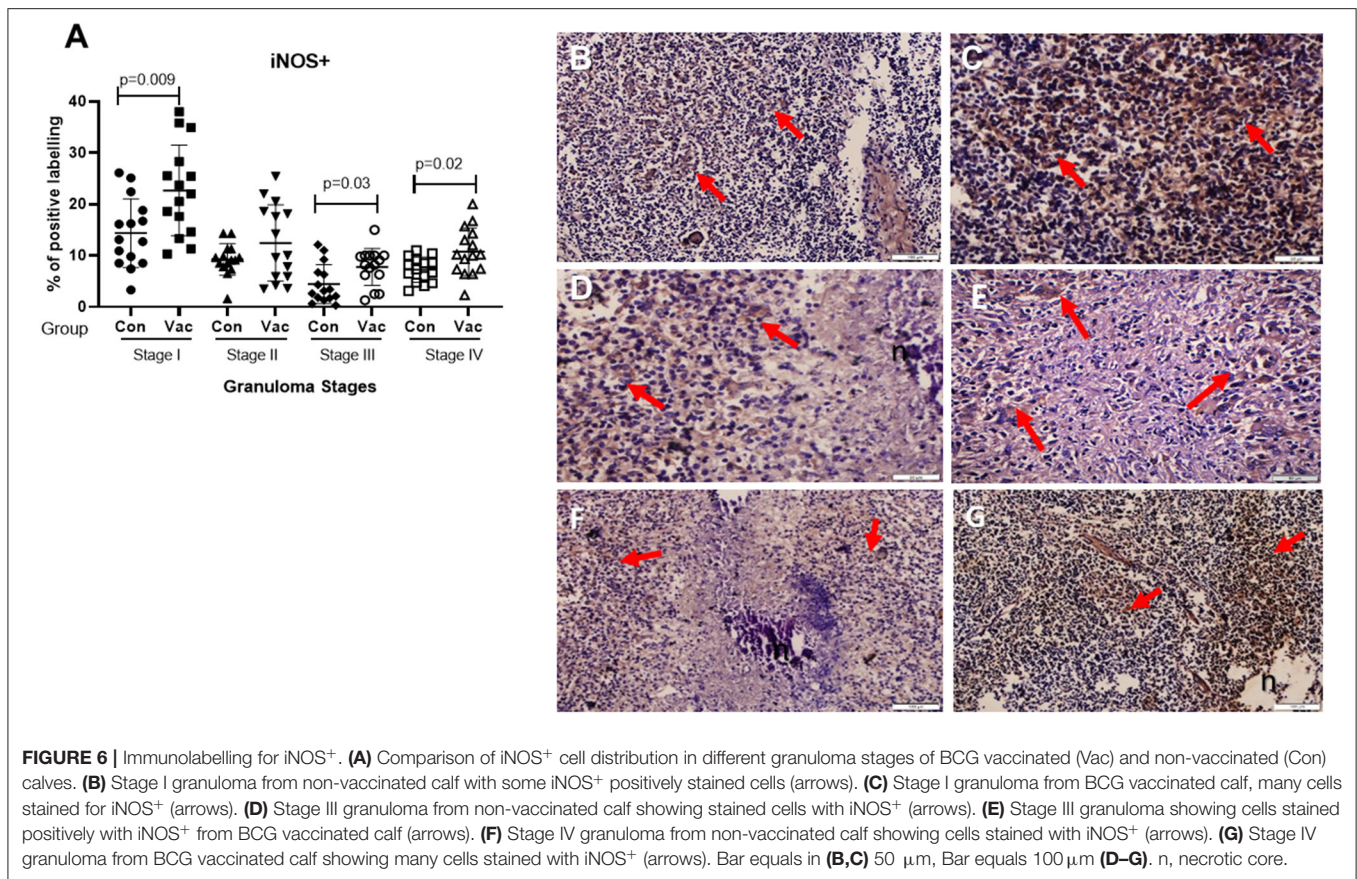 A
iNOS+
p=0.009
p=0.03
p=0.02
% of positive labelling
40
30
20
10
0
Group
Con Vac Con Vac Con Vac Con Vac
Stage I Stage II Stage III Stage IV
Granuloma Stages
B
C
D
n
E
F
n
G
n
FIGURE 6 | Immunolabelling for iNOS⁺. (A) Comparison of iNOS⁺ cell distribution in different granuloma stages of BCG vaccinated (Vac) and non-vaccinated (Con)
calves. (B) Stage I granuloma from non-vaccinated calf with some iNOS⁺ positively stained cells (arrows). (C) Stage I granuloma from BCG vaccinated calf, many cells
stained for iNOS⁺ (arrows). (D) Stage III granuloma from non-vaccinated calf showing stained cells with iNOS⁺ (arrows). (E) Stage III granuloma showing cells stained
positively with iNOS⁺ from BCG vaccinated calf (arrows). (F) Stage IV granuloma from non-vaccinated calf showing cells stained with iNOS⁺ (arrows). (G) Stage IV
granuloma from BCG vaccinated calf showing many cells stained with iNOS⁺ (arrows). Bar equals in (B,C) 50 μm, Bar equals 100 μm (D–G). n, necrotic core.